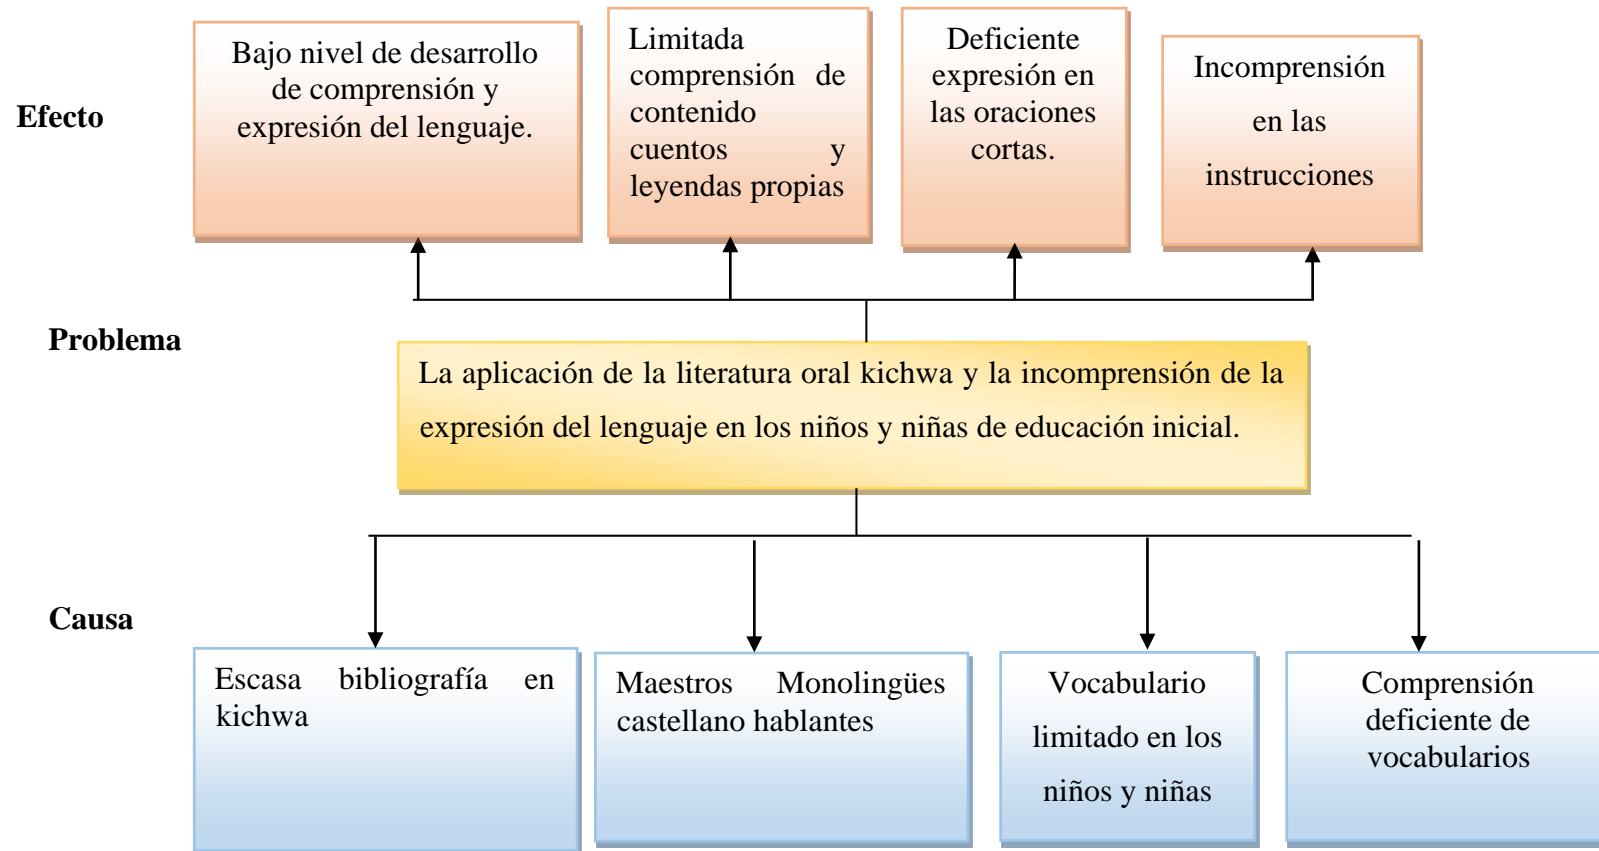 Efecto
Bajo nivel de desarrollo
de comprensión y
expresión del lenguaje.
Limitada
comprensión de
contenido
cuentos y
leyendas propias
Deficiente
expresión en
las oraciones
cortas.
Incomprensión
en las
instrucciones
Problema
La aplicación de la literatura oral kichwa y la incomprensión de la
expresión del lenguaje en los niños y niñas de educación inicial.
Causa
Escasa bibliografía en
kichwa
Maestros Monolingües
castellano hablantes
Vocabulario
limitado en los
niños y niñas
Comprensión
deficiente de
vocabularios